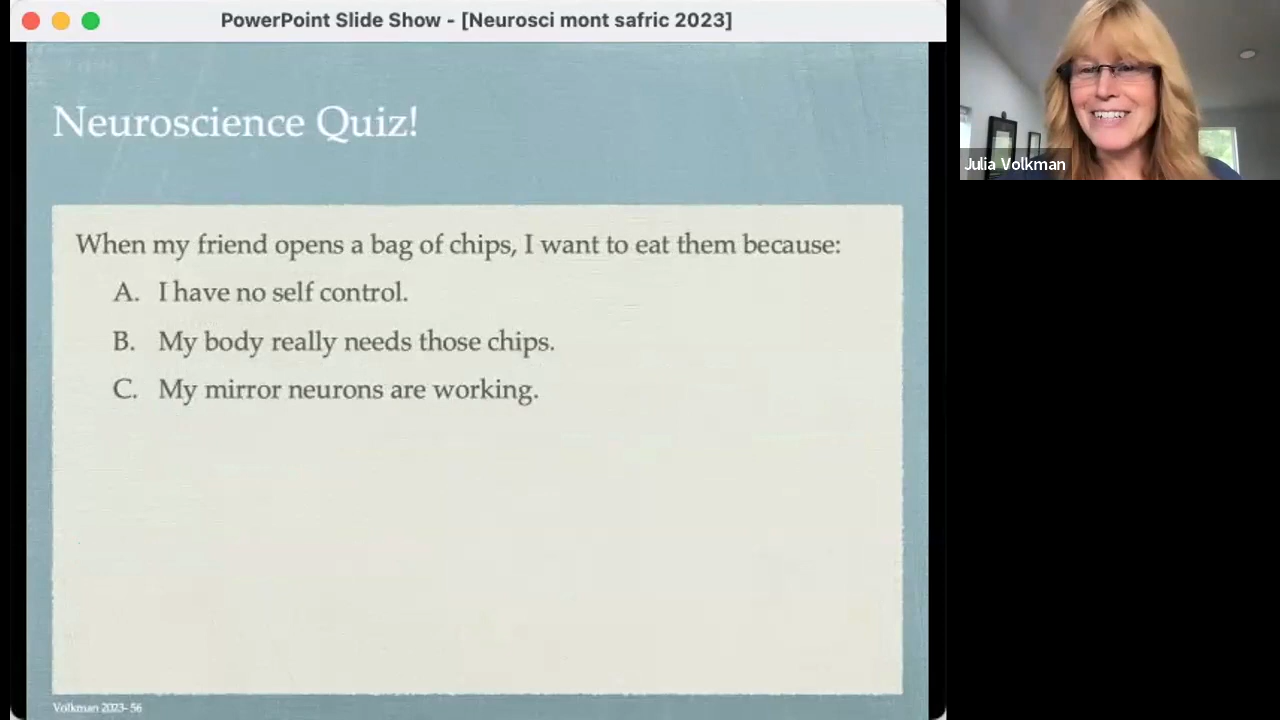 PowerPoint Slide Show - [Neurosci mont safric 2023]
Neuroscience Quiz!
When my friend opens a bag of chips, I want to eat them because:
A. I have no self control.
B. My body really needs those chips.
C. My mirror neurons are working.
Volkman 2023- 56
Julia Volkman